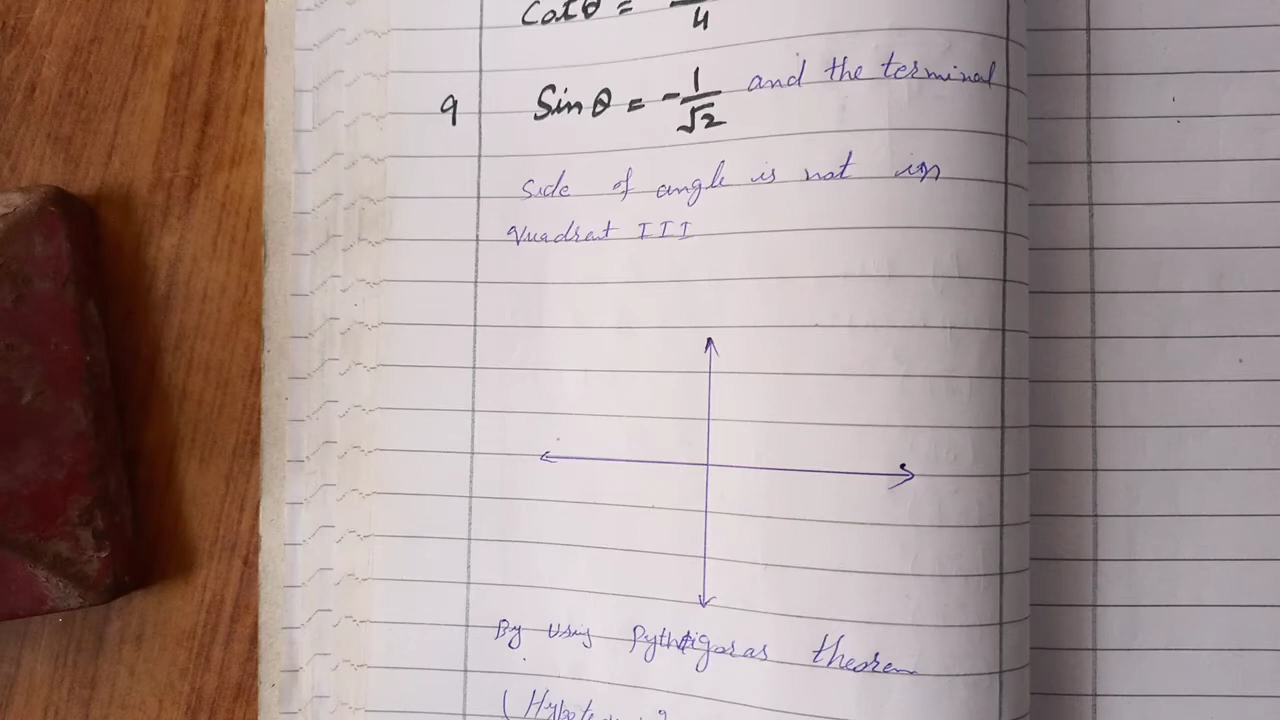 Cotθ = /4
9 Sinθ = -1/√2 and the terminal
Side of angle is not in
Quadrant III
By Using Pythagoras theorem
(